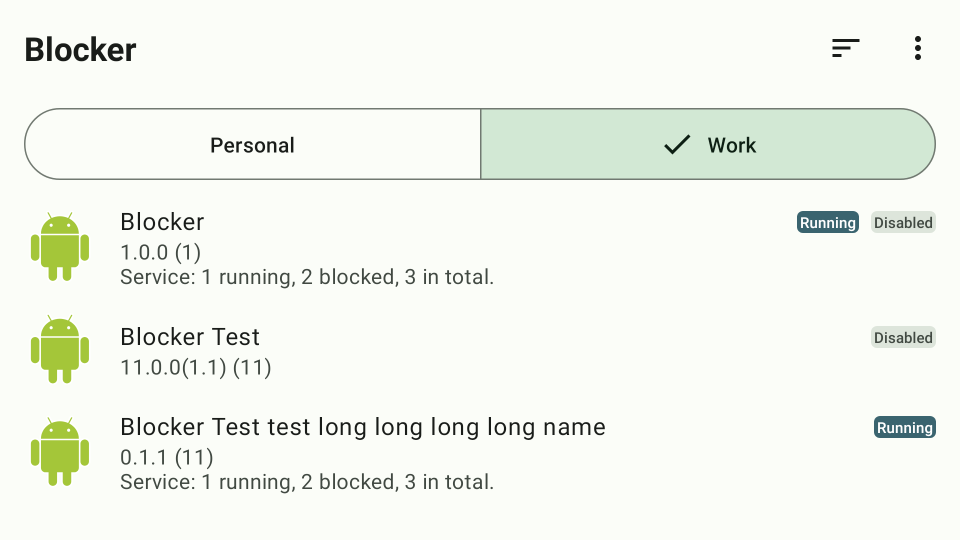 Blocker
Personal
Work
Blocker
Running
Disabled
1.0.0 (1)
Service: 1 running, 2 blocked, 3 in total.
Blocker Test
Disabled
11.0.0(1.1) (11)
Blocker Test test long long long long name
Running
0.1.1 (11)
Service: 1 running, 2 blocked, 3 in total.